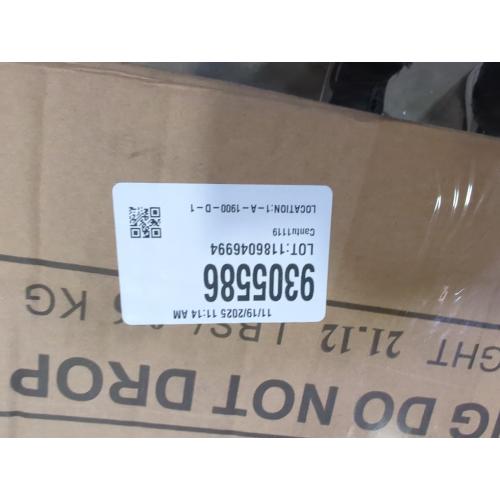 11/19/2025 11:14 AM
9305586
LOT:1186046994
Cantu1119
LOCATION:1-A-1900-D-1
NG DO NOT DROP
GHT 21.12 LBS/
KG